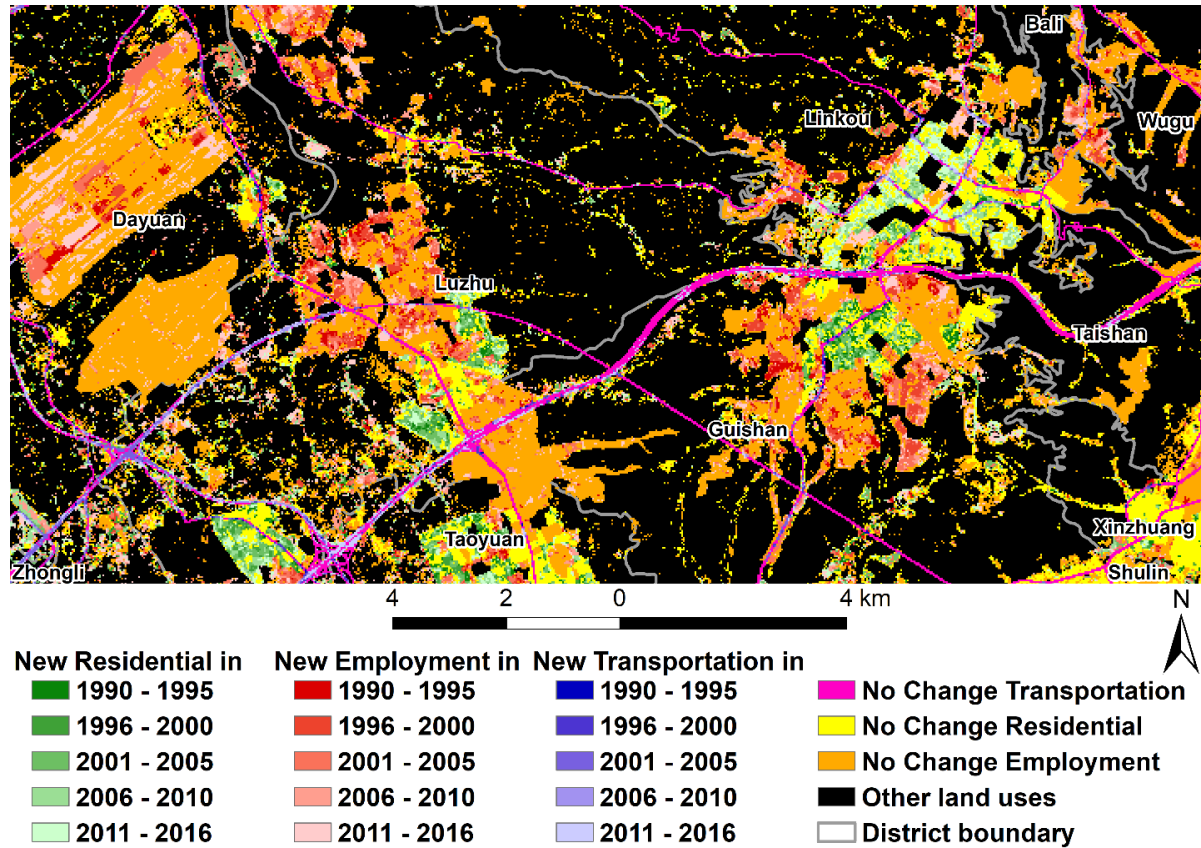 Bali
Linkou
Wugu
Dayuan
Luzhu
Taishan
Guishan
Xinzhuang
Taoyuan
Zhongli
Shulin
4 2 0 4 km
N
New Residential in New Employment in New Transportation in
1990 - 1995 1990 - 1995 1990 - 1995 No Change Transportation
1996 - 2000 1996 - 2000 1996 - 2000 No Change Residential
2001 - 2005 2001 - 2005 2001 - 2005 No Change Employment
2006 - 2010 2006 - 2010 2006 - 2010 Other land uses
2011 - 2016 2011 - 2016 2011 - 2016 District boundary